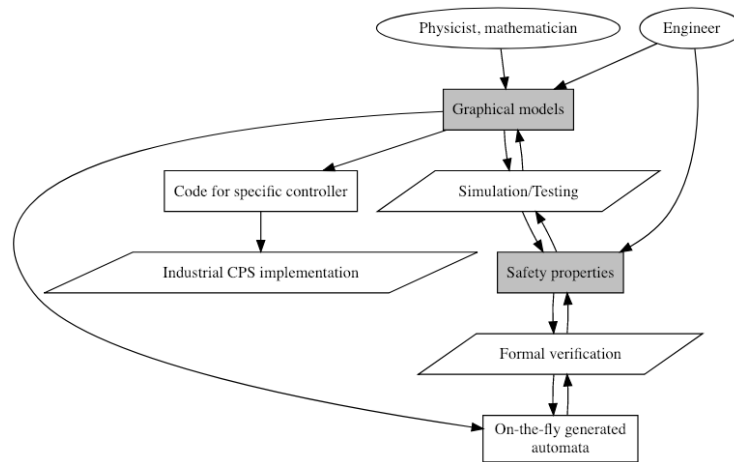 Physicist, mathematician
Engineer
Graphical models
Code for specific controller
Simulation/Testing
Industrial CPS implementation
Safety properties
Formal verification
On-the-fly generated
automata